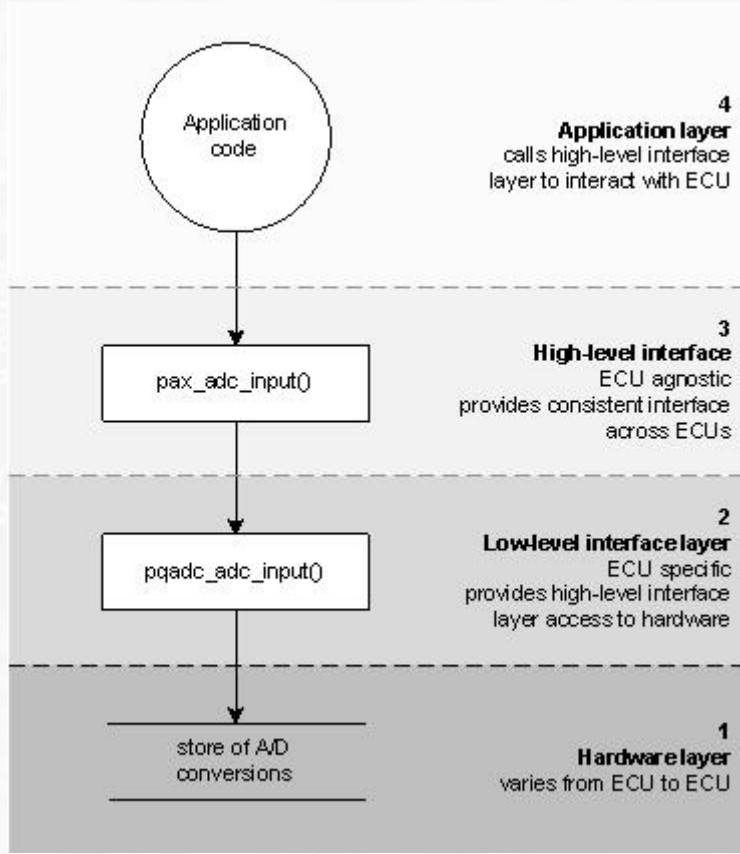 Application
code
4
Application layer
calls high-level interface
layer to interact with ECU
pax_adc_input()
3
High-level interface
ECU agnostic
provides consistent interface
across ECUs
pqadc_adc_input()
2
Low-level interface layer
ECU specific
provides high-level interface
layer access to hardware
store of A/D
conversions
1
Hardware layer
varies from ECU to ECU